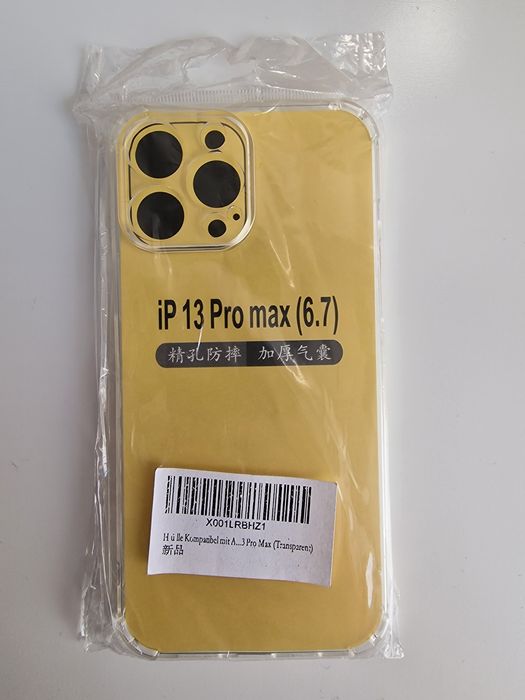 iP 13 Pro max (6.7)
精孔防摔 加厚气囊
X001LRBHZ1
Hülle Kompatibel mit A...3 Pro Max (Transparent)
新品